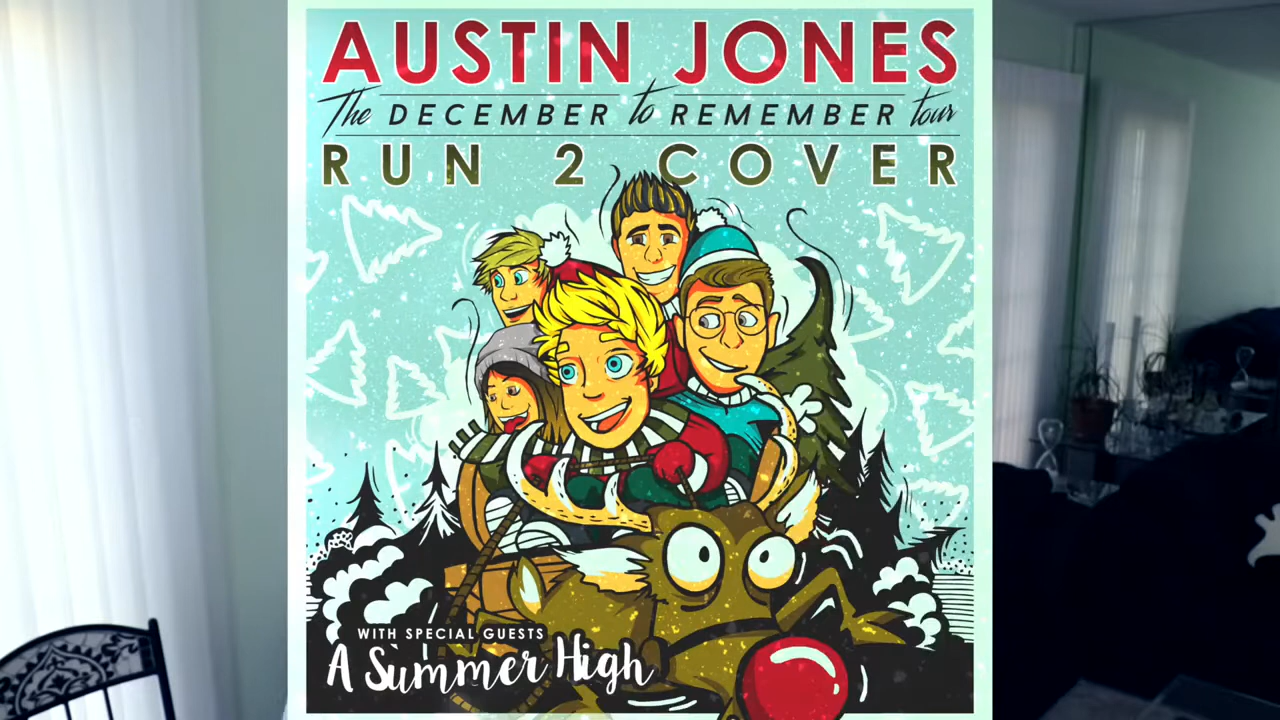 AUSTIN JONES
The DECEMBER to REMEMBER tour
RUN 2 COVER
WITH SPECIAL GUESTS
A Summer High